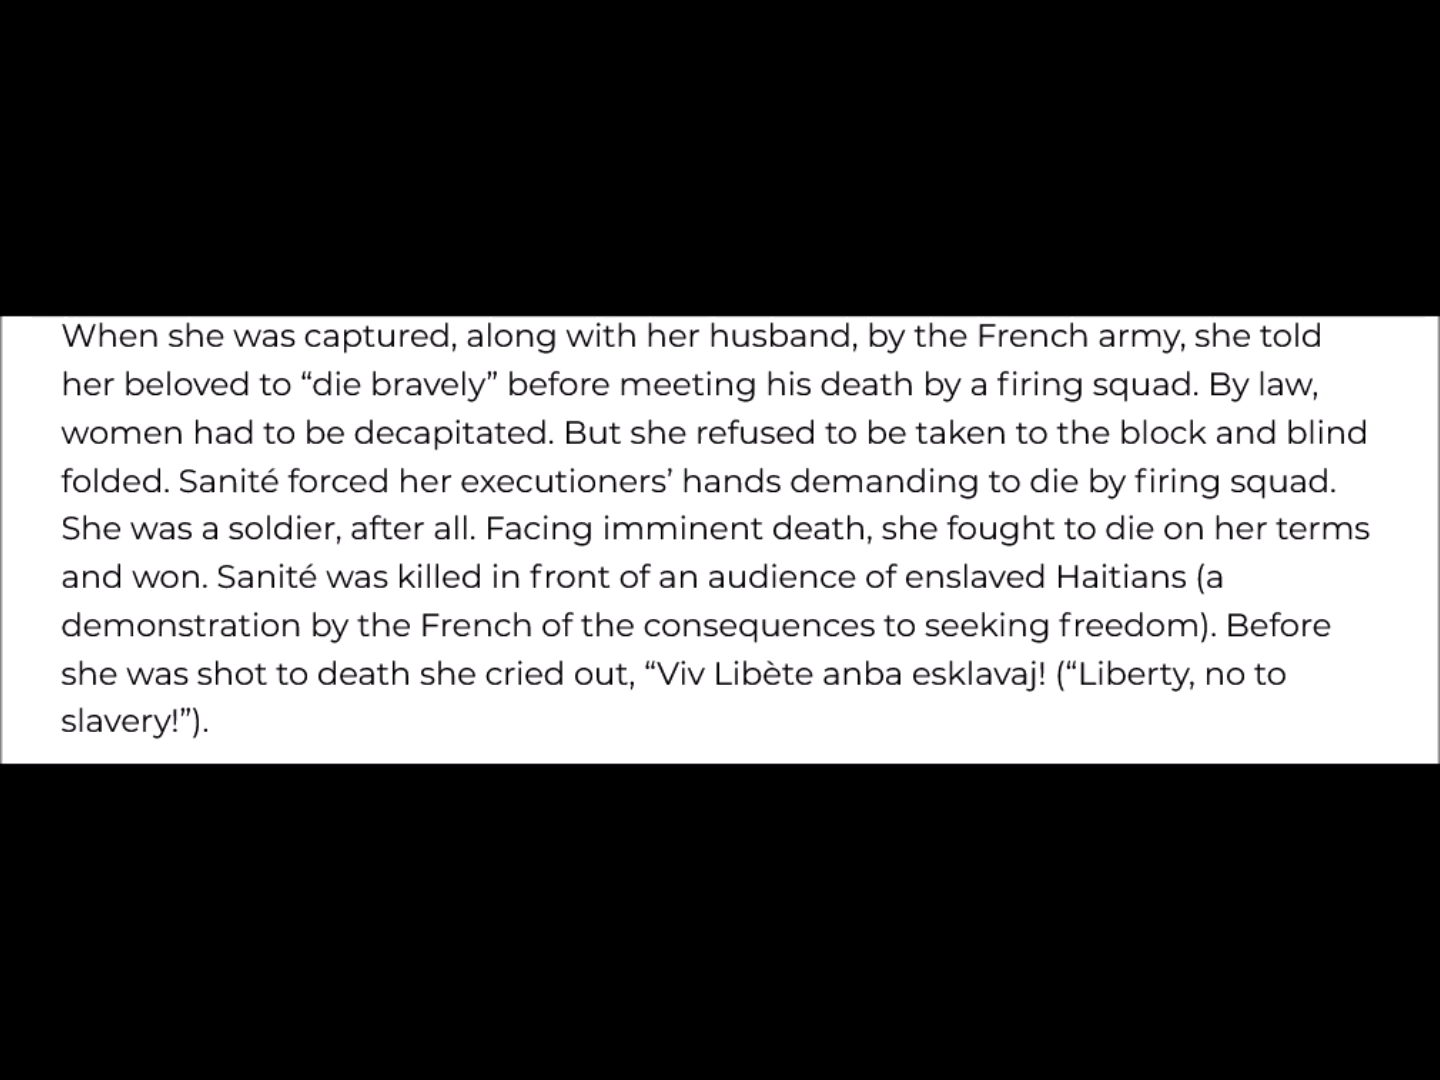 When she was captured, along with her husband, by the French army, she told
her beloved to “die bravely” before meeting his death by a firing squad. By law,
women had to be decapitated. But she refused to be taken to the block and blind
folded. Sanité forced her executioners’ hands demanding to die by firing squad.
She was a soldier, after all. Facing imminent death, she fought to die on her terms
and won. Sanité was killed in front of an audience of enslaved Haitians (a
demonstration by the French of the consequences to seeking freedom). Before
she was shot to death she cried out, “Viv Libète anba esklavaj! (“Liberty, no to
slavery!”).